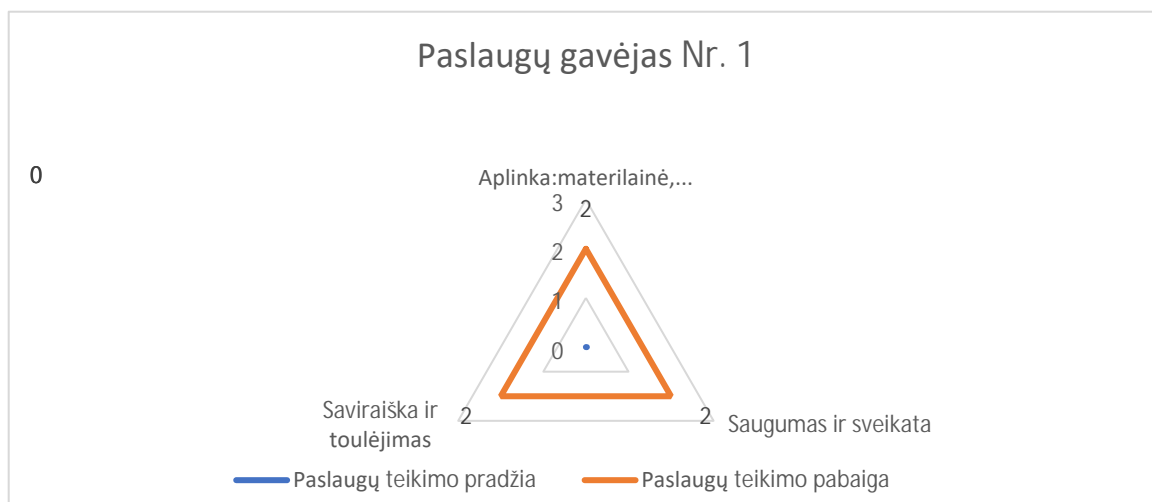 Paslaugų gavėjas Nr. 1
0
Aplinka:materilainė,...
3
2
2
1
0
Saviraiška ir
toulėjimas
2
2
Saugumas ir sveikata
Paslaugų teikimo pradžia
Paslaugų teikimo pabaiga